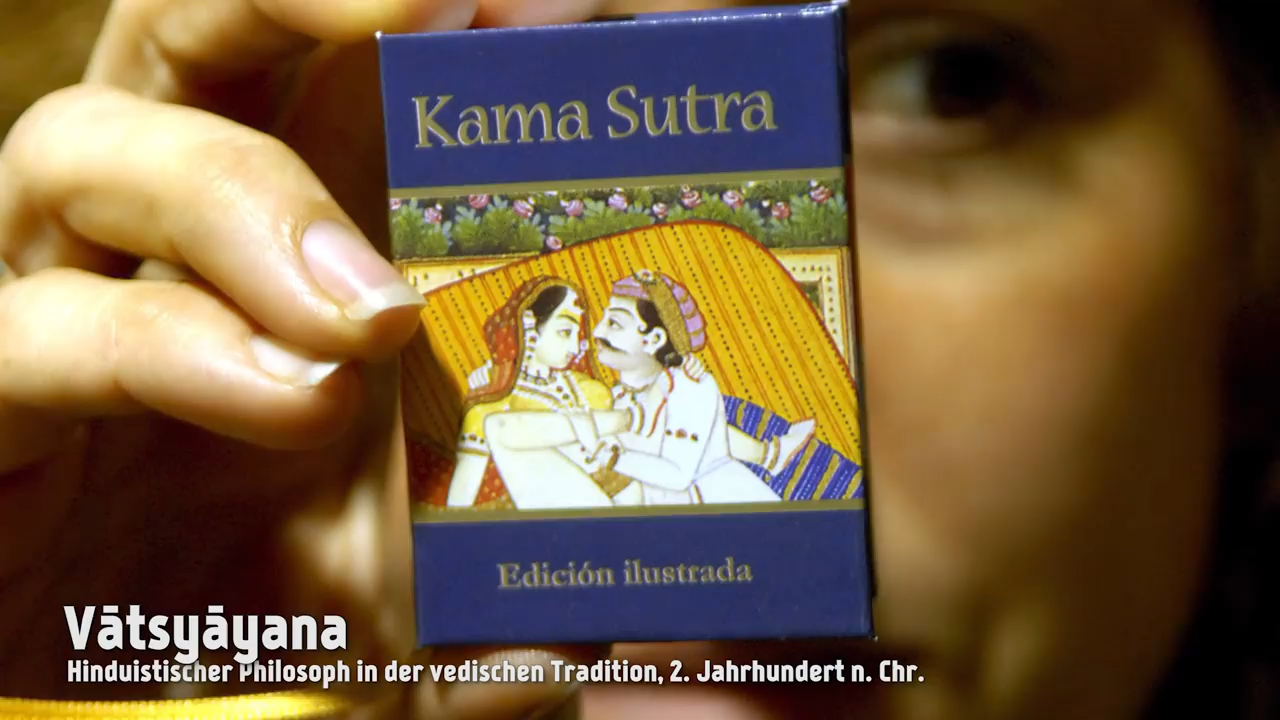 Kama Sutra
Edición ilustrada
Vātsyāyana
Hinduistischer Philosoph in der vedischen Tradition, 2. Jahrhundert n. Chr.